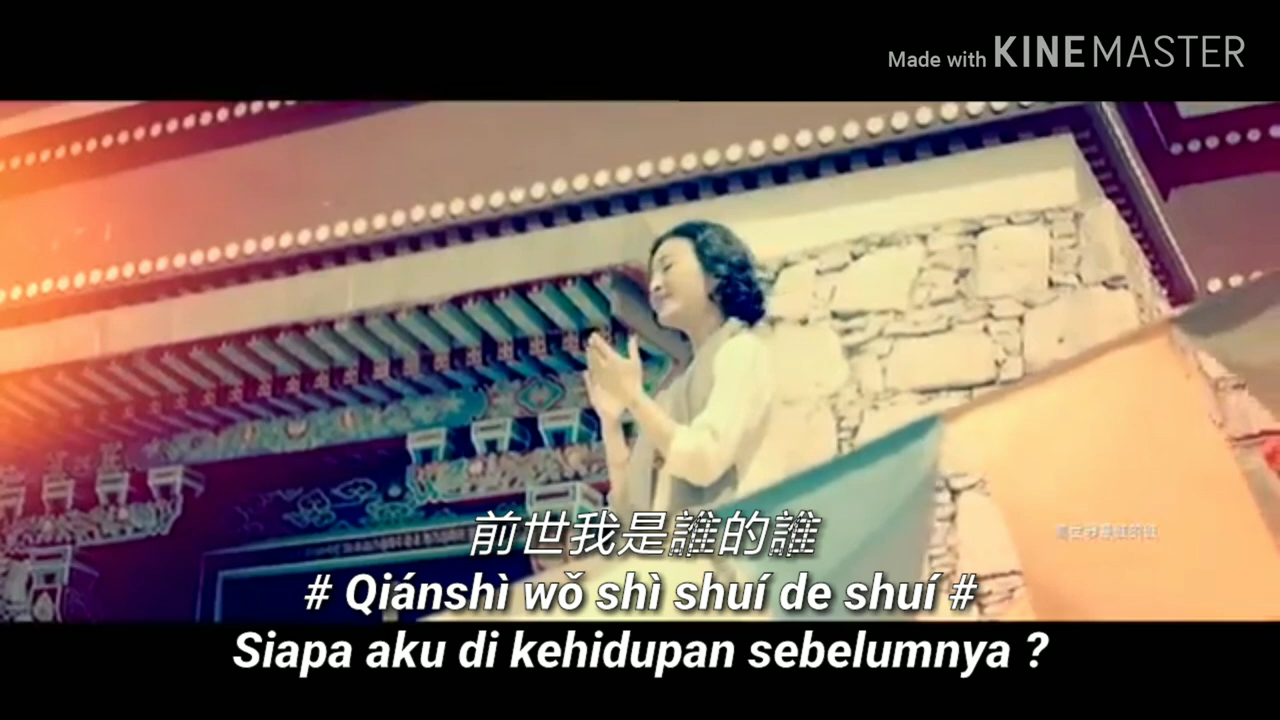 Made with KINEMASTER
前世我是誰的誰
# Qiánshì wǒ shì shuí de shuí #
Siapa aku di kehidupan sebelumnya ?